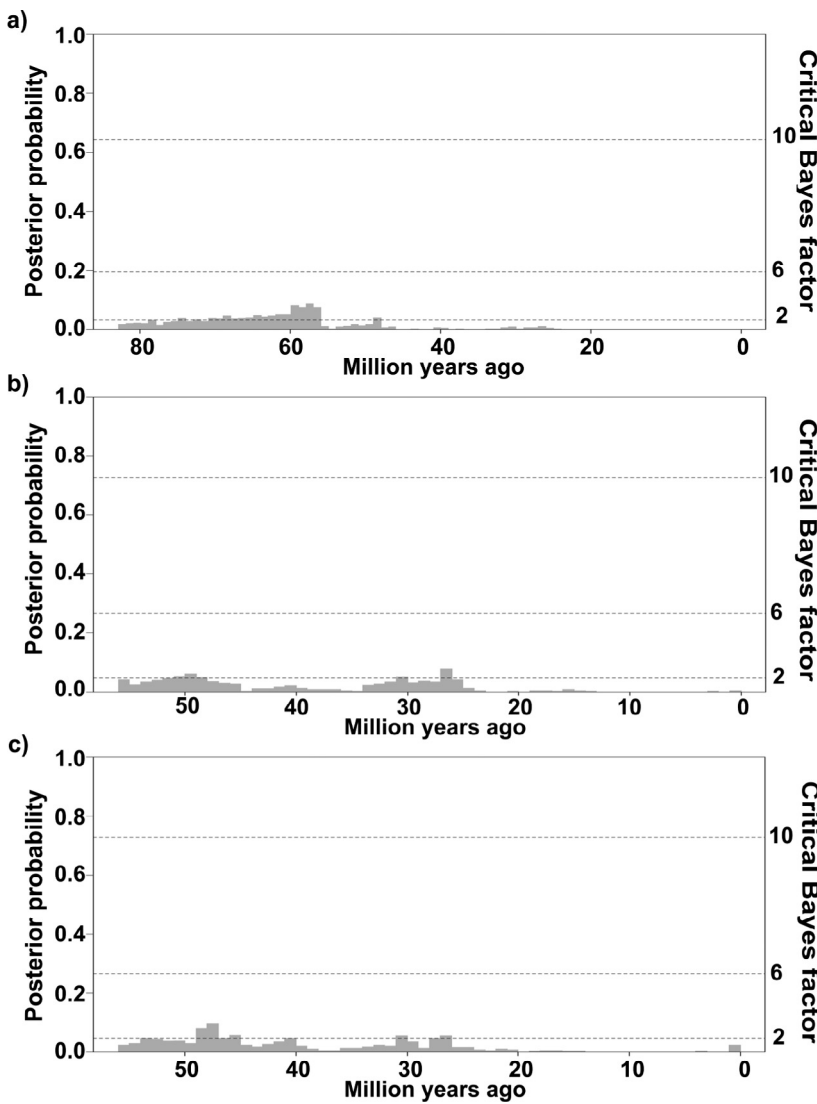 a)
1.0
0.8
0.6
0.4
0.2
0.0
Posterior probability
10
6
2
Critical Bayes factor
80 60 40 20 0
Million years ago
b)
1.0
0.8
0.6
0.4
0.2
0.0
Posterior probability
10
6
2
Critical Bayes factor
50 40 30 20 10 0
Million years ago
c)
1.0
0.8
0.6
0.4
0.2
0.0
Posterior probability
10
6
2
Critical Bayes factor
50 40 30 20 10 0
Million years ago